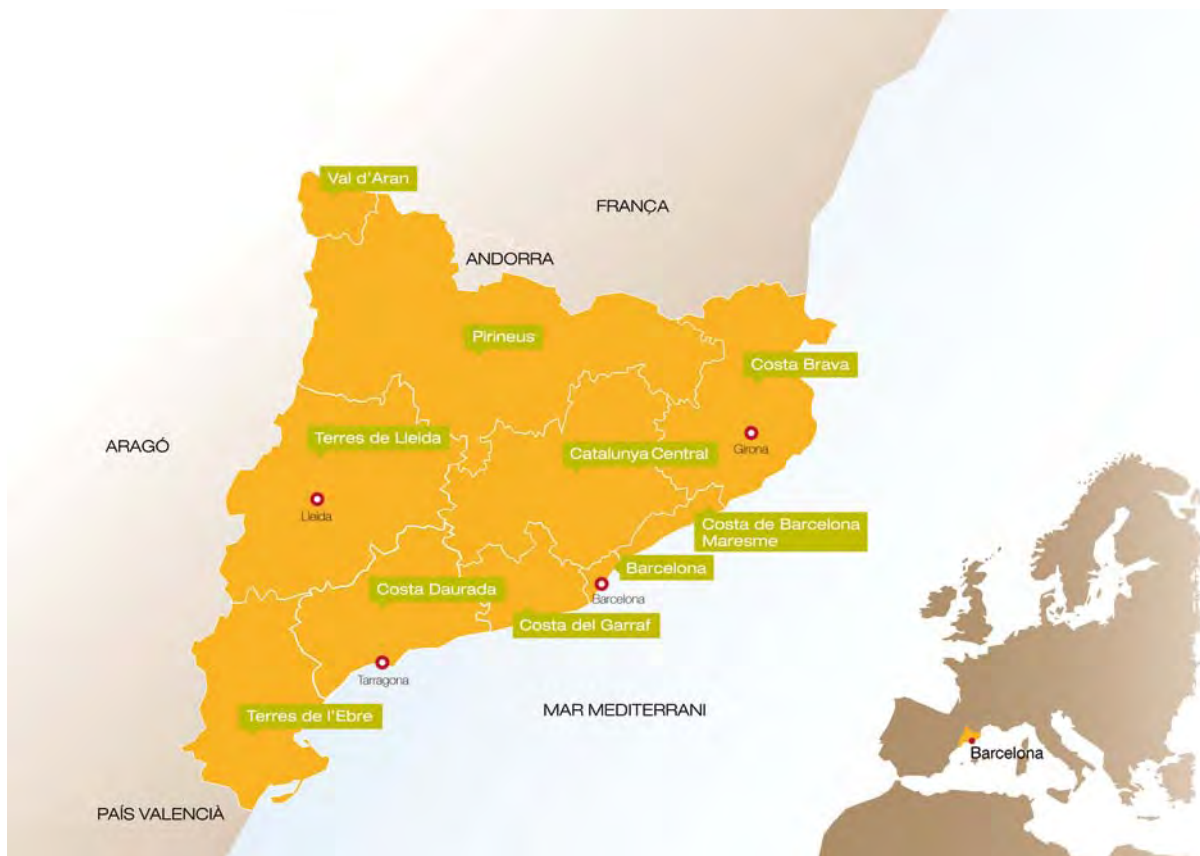 Val d'Aran
FRANÇA
ANDORRA
Pirineus
Costa Brava
ARAGÓ
Terres de Lleida
Catalunya Central
Girona
Lleida
Costa de Barcelona
Maresme
Barcelona
Costa Daurada
Barcelona
Costa del Garraf
Tarragona
Terres de l'Ebre
MAR MEDITERRANI
Barcelona
PAÍS VALENCIÀ